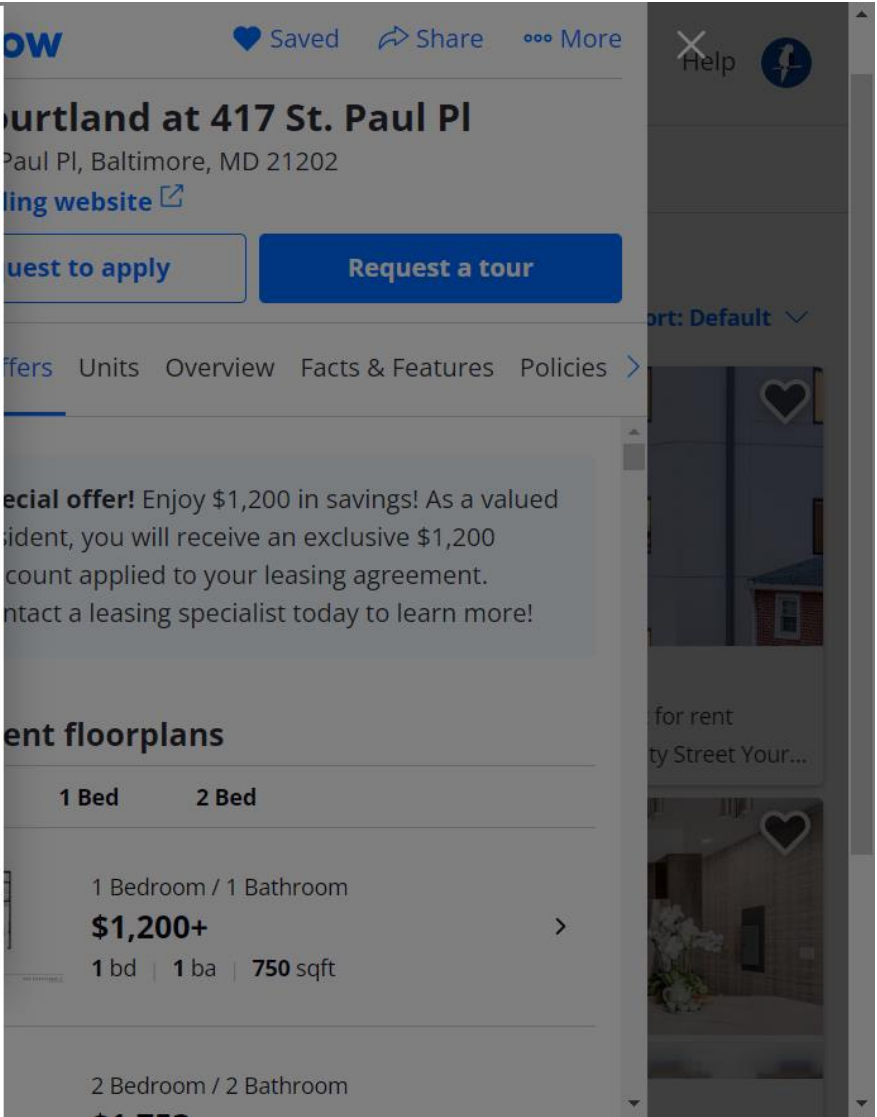 ow Saved Share More
Help
urtland at 417 St. Paul Pl
Paul Pl, Baltimore, MD 21202
ding website
uest to apply
Request a tour
ort: Default
ffers Units Overview Facts & Features Policies
ecial offer! Enjoy $1,200 in savings! As a valued
sident, you will receive an exclusive $1,200
count applied to your leasing agreement.
ntact a leasing specialist today to learn more!
ent floorplans
for rent
ty Street Your...
1 Bed 2 Bed
1 Bedroom / 1 Bathroom
$1,200+
1 bd | 1 ba | 750 sqft
2 Bedroom / 2 Bathroom